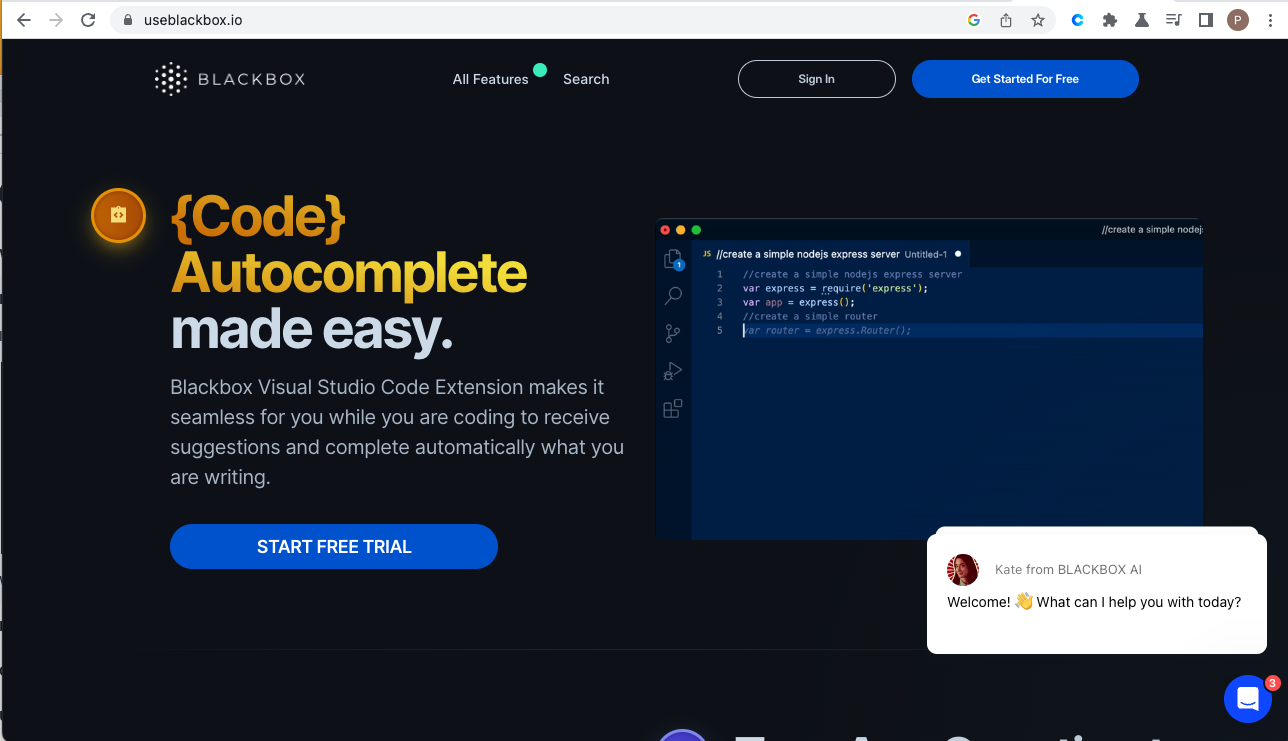 useblackbox.io
P
BLACKBOX
All Features
Search
Sign In
Get Started For Free
{Code}
Autocomplete
made easy.
Blackbox Visual Studio Code Extension makes it
seamless for you while you are coding to receive
suggestions and complete automatically what you
are writing.
START FREE TRIAL
//create a simple nodej
JS //create a simple nodejs express server Untitled-1
1
1 //create a simple nodejs express server
2 var express = require('express');
3 var app = express();
4 //create a simple router
5 var router = express.Router();
Kate from BLACKBOX AI
Welcome! 👋 What can I help you with today?
3